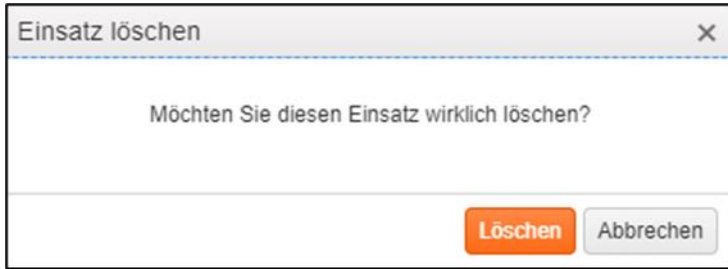 Einsatz löschen
Möchten Sie diesen Einsatz wirklich löschen?
Löschen Abbrechen